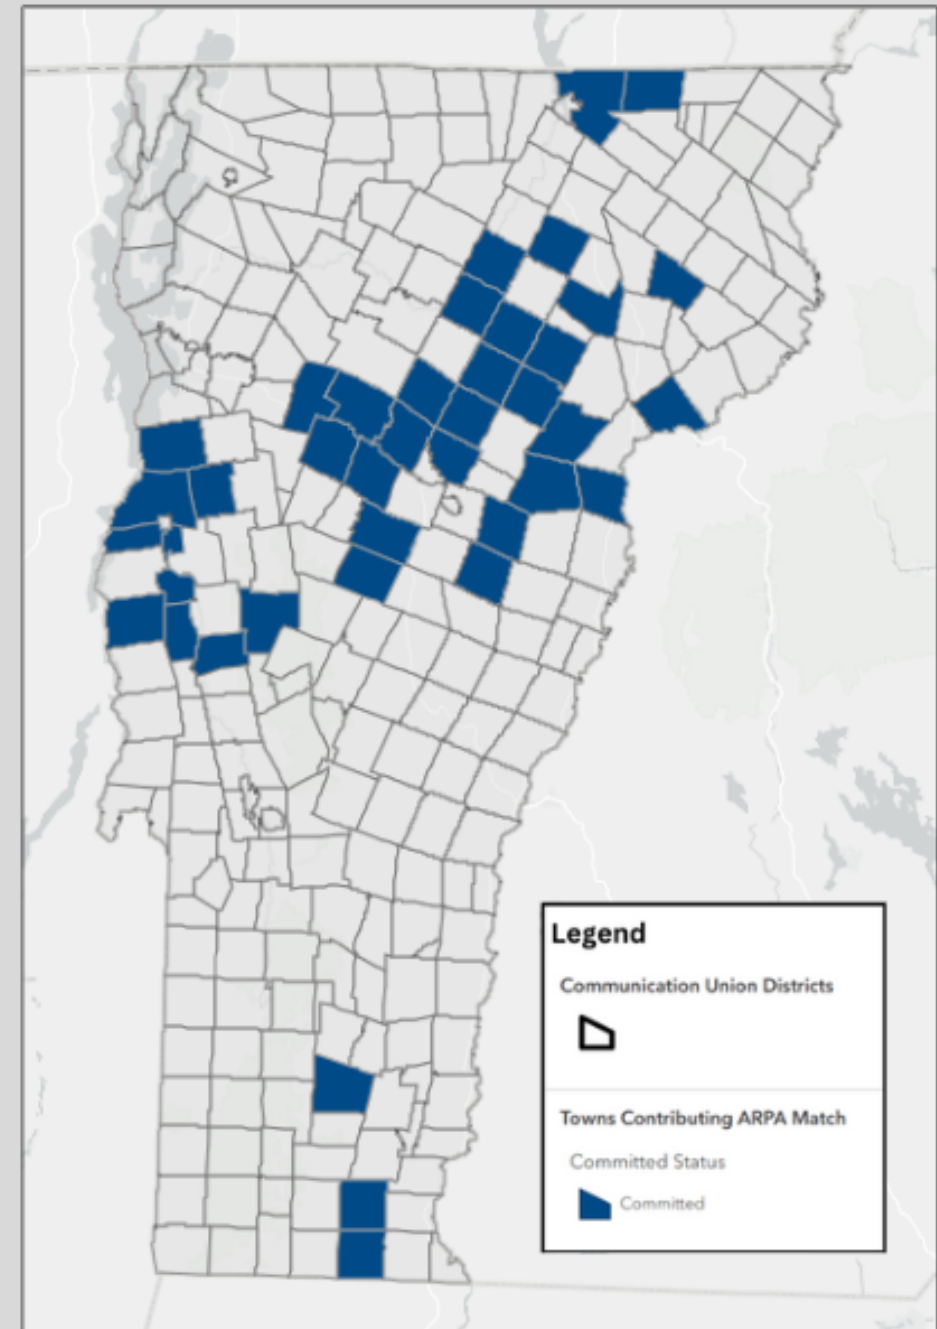 Legend
Communication Union Districts
Towns Contributing ARPA Match
Committed Status
Committed